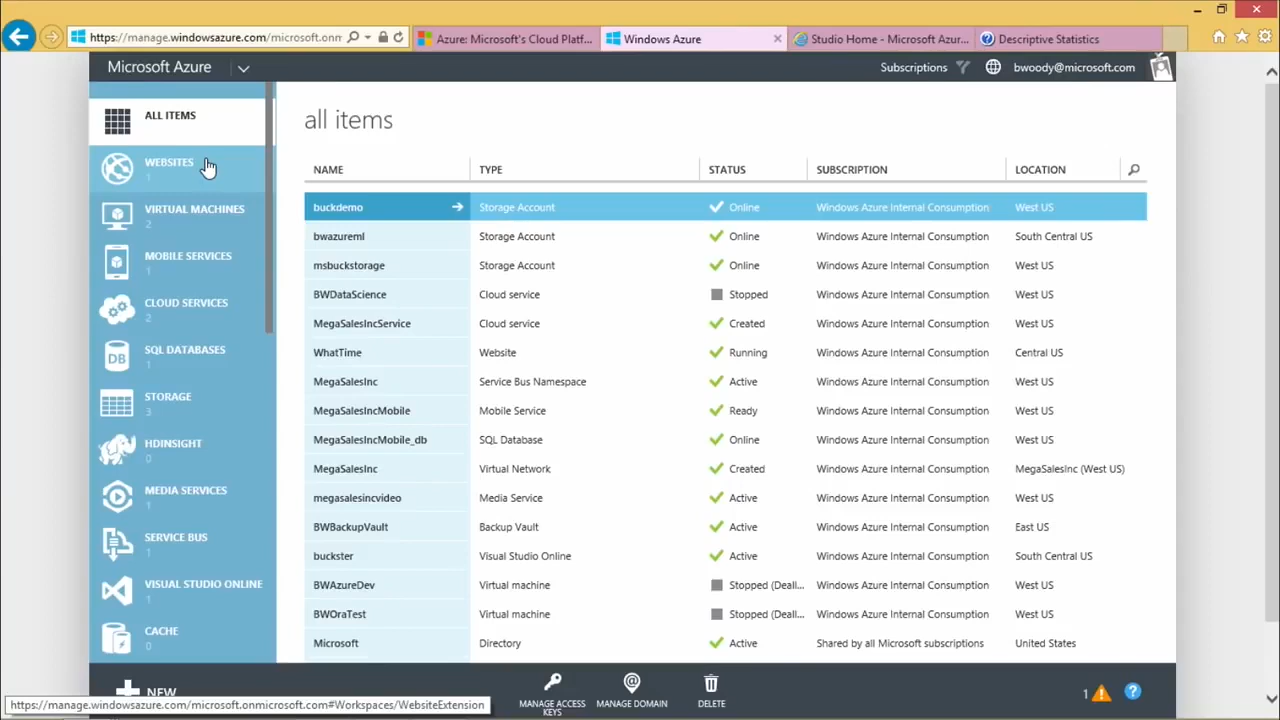 https://manage.windowsazure.com/microsoft.onm
Azure: Microsoft's Cloud Platf...
Windows Azure
Studio Home - Microsoft Azur...
Descriptive Statistics
Microsoft Azure
Subscriptions
bwoody@microsoft.com
ALL ITEMS
WEBSITES
1
VIRTUAL MACHINES
2
MOBILE SERVICES
1
CLOUD SERVICES
2
SQL DATABASES
1
STORAGE
3
HDINSIGHT
0
MEDIA SERVICES
1
SERVICE BUS
1
VISUAL STUDIO ONLINE
1
CACHE
0
all items
NAME TYPE STATUS SUBSCRIPTION LOCATION
buckdemo Storage Account Online Windows Azure Internal Consumption West US
bwazureml Storage Account Online Windows Azure Internal Consumption South Central US
msbuckstorage Storage Account Online Windows Azure Internal Consumption West US
BWDataScience Cloud service Stopped Windows Azure Internal Consumption West US
MegaSalesIncService Cloud service Created Windows Azure Internal Consumption West US
WhatTime Website Running Windows Azure Internal Consumption Central US
MegaSalesInc Service Bus Namespace Active Windows Azure Internal Consumption West US
MegaSalesIncMobile Mobile Service Ready Windows Azure Internal Consumption West US
MegaSalesIncMobile_db SQL Database Online Windows Azure Internal Consumption West US
MegaSalesInc Virtual Network Created Windows Azure Internal Consumption MegaSalesInc (West US)
megasalesincvideo Media Service Active Windows Azure Internal Consumption West US
BWBackupVault Backup Vault Active Windows Azure Internal Consumption East US
buckster Visual Studio Online Active Windows Azure Internal Consumption South Central US
BWAzureDev Virtual machine Stopped (Deall... Windows Azure Internal Consumption West US
BWOraTest Virtual machine Stopped (Deall... Windows Azure Internal Consumption West US
Microsoft Directory Active Shared by all Microsoft subscriptions United States
NEW
MANAGE ACCESS
KEYS
MANAGE DOMAIN
DELETE
1
https://manage.windowsazure.com/microsoft.onmicrosoft.com#Workspaces/WebsiteExtension
DB